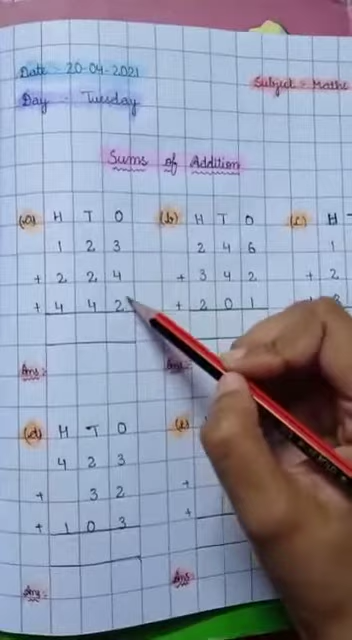 Date :- 20-04-2021
Subject :- Maths
Day :- Tuesday
Sums of Addition
(a) H T O
1 2 3
+ 2 2 4
+ 4 4 2
Ans:-
(b) H T O
2 4 6
+ 3 4 2
+ 2 0 1
Ans:-
(c) H T
1
+ 2
(d) H T O
4 2 3
+ 3 2
+ 1 0 3
Ans:-
(e)
+
+
Ans:-